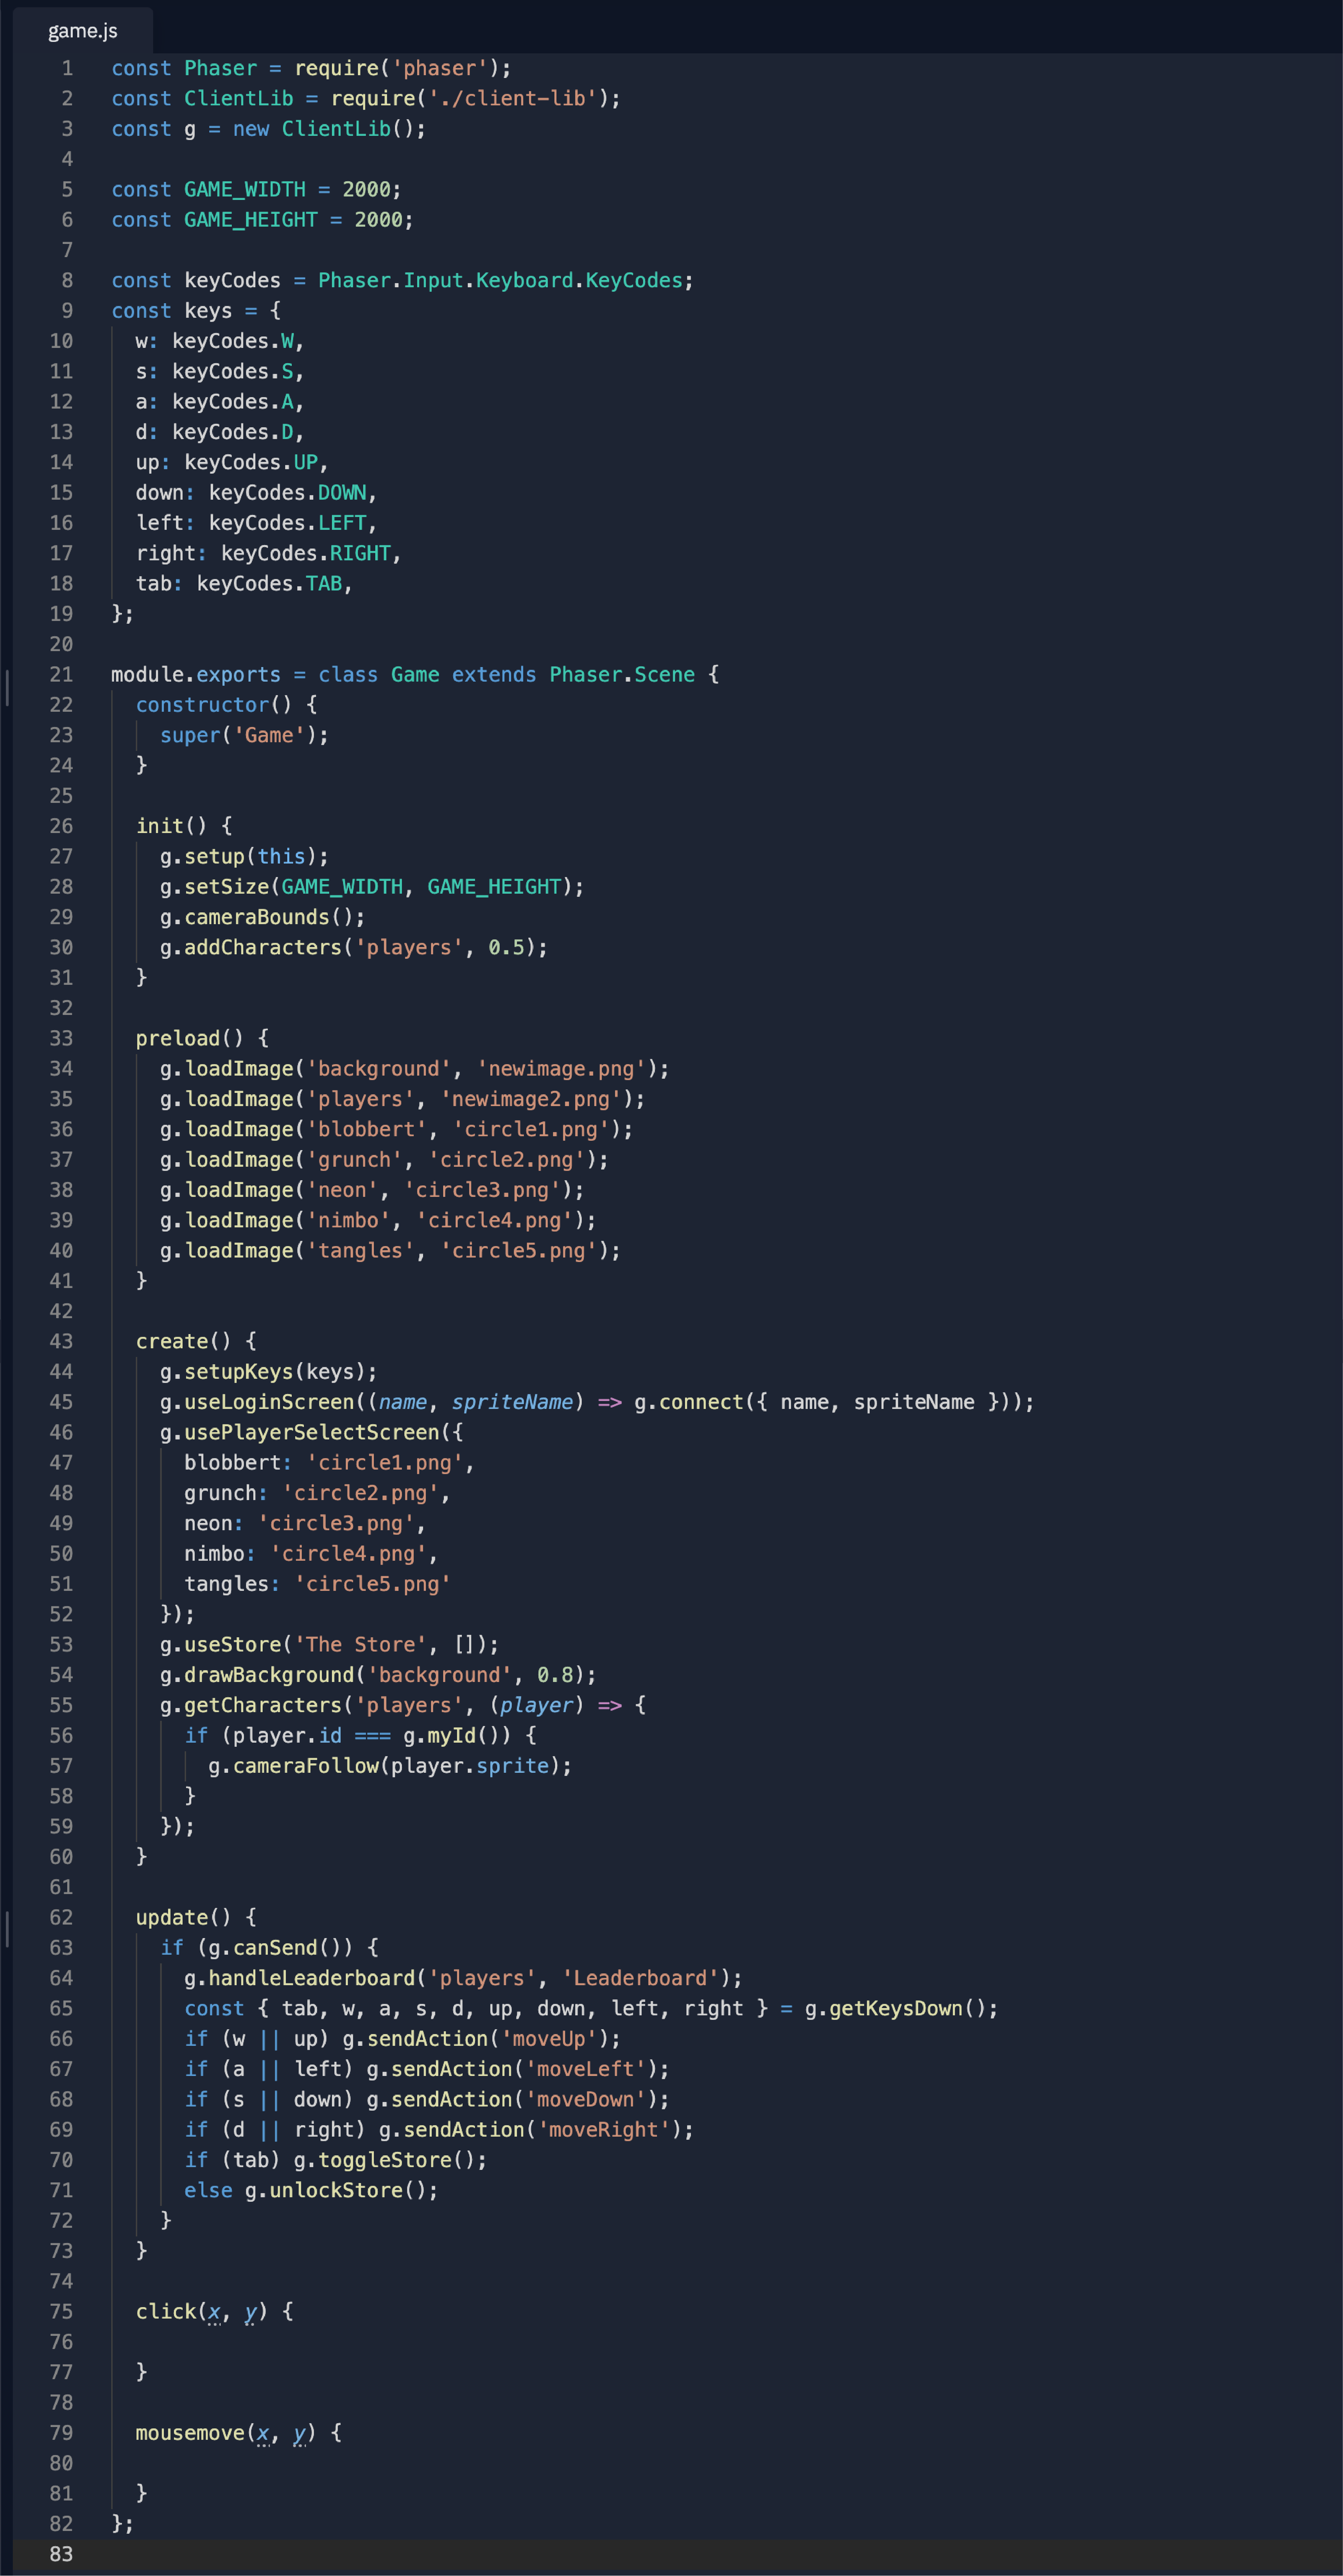 game.js
1 const Phaser = require('phaser');
2 const ClientLib = require('./client-lib');
3 const g = new ClientLib();
4
5 const GAME_WIDTH = 2000;
6 const GAME_HEIGHT = 2000;
7
8 const keyCodes = Phaser.Input.Keyboard.KeyCodes;
9 const keys = {
10   w: keyCodes.W,
11   s: keyCodes.S,
12   a: keyCodes.A,
13   d: keyCodes.D,
14   up: keyCodes.UP,
15   down: keyCodes.DOWN,
16   left: keyCodes.LEFT,
17   right: keyCodes.RIGHT,
18   tab: keyCodes.TAB,
19 };
20
21 module.exports = class Game extends Phaser.Scene {
22   constructor() {
23     super('Game');
24   }
25
26   init() {
27     g.setup(this);
28     g.setSize(GAME_WIDTH, GAME_HEIGHT);
29     g.cameraBounds();
30     g.addCharacters('players', 0.5);
31   }
32
33   preload() {
34     g.loadImage('background', 'newimage.png');
35     g.loadImage('players', 'newimage2.png');
36     g.loadImage('blobbert', 'circle1.png');
37     g.loadImage('grunch', 'circle2.png');
38     g.loadImage('neon', 'circle3.png');
39     g.loadImage('nimbo', 'circle4.png');
40     g.loadImage('tangles', 'circle5.png');
41   }
42
43   create() {
44     g.setupKeys(keys);
45     g.useLoginScreen((name, spriteName) => g.connect({ name, spriteName }));
46     g.usePlayerSelectScreen({
47       blobbert: 'circle1.png',
48       grunch: 'circle2.png',
49       neon: 'circle3.png',
50       nimbo: 'circle4.png',
51       tangles: 'circle5.png'
52     });
53     g.useStore('The Store', []);
54     g.drawBackground('background', 0.8);
55     g.getCharacters('players', (player) => {
56       if (player.id === g.myId()) {
57         g.cameraFollow(player.sprite);
58       }
59     });
60   }
61
62   update() {
63     if (g.canSend()) {
64       g.handleLeaderboard('players', 'Leaderboard');
65       const { tab, w, a, s, d, up, down, left, right } = g.getKeysDown();
66       if (w || up) g.sendAction('moveUp');
67       if (a || left) g.sendAction('moveLeft');
68       if (s || down) g.sendAction('moveDown');
69       if (d || right) g.sendAction('moveRight');
70       if (tab) g.toggleStore();
71       else g.unlockStore();
72     }
73   }
74
75   click(x, y) {
76
77   }
78
79   mousemove(x, y) {
80
81   }
82 };
83